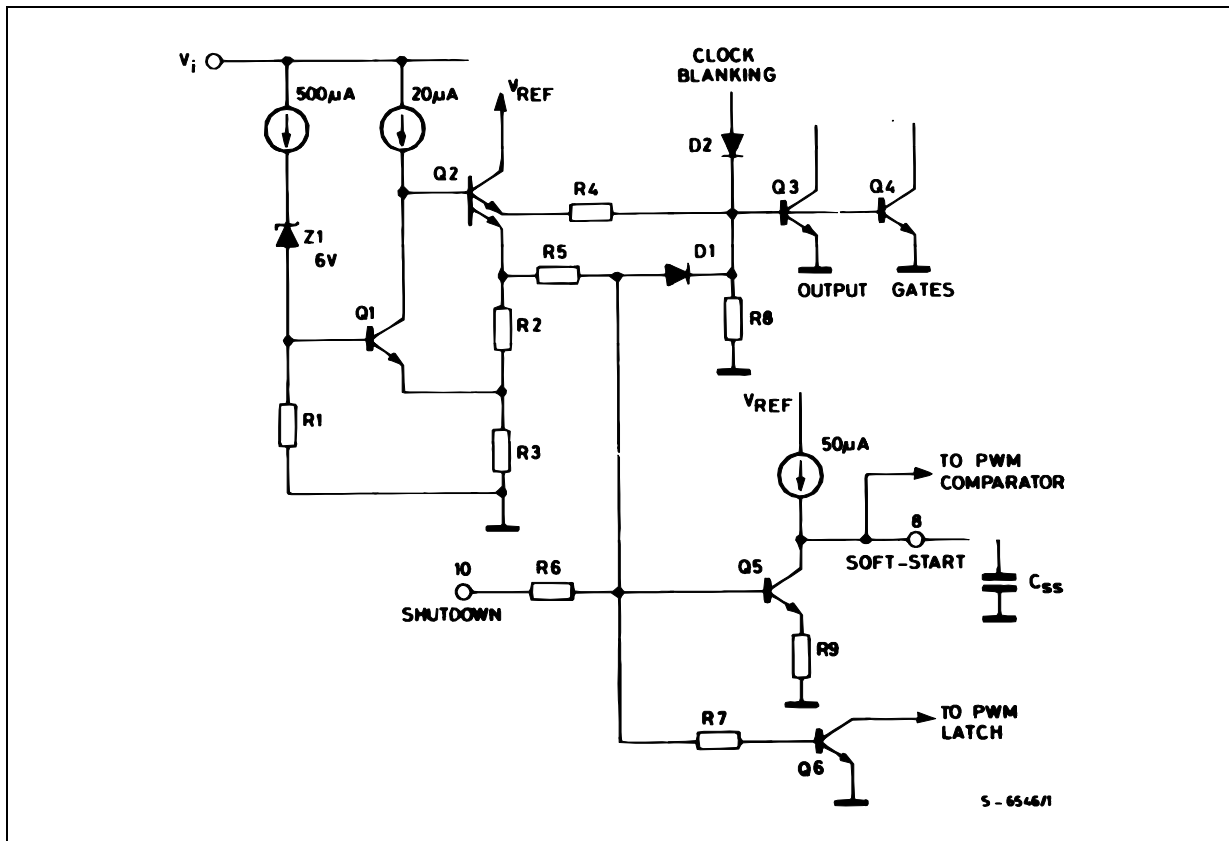 CLOCK
BLANKING
Vi
500µA
20µA
VREF
D2
Q2
R4
Q3
Q4
Z1
6V
R5
D1
OUTPUT GATES
Q1
R2
R8
R1
R3
VREF
50µA
TO PWM
COMPARATOR
8
SOFT-START
10
R6
Q5
SHUTDOWN
Css
R9
R7
TO PWM
LATCH
Q6
S-6546/1